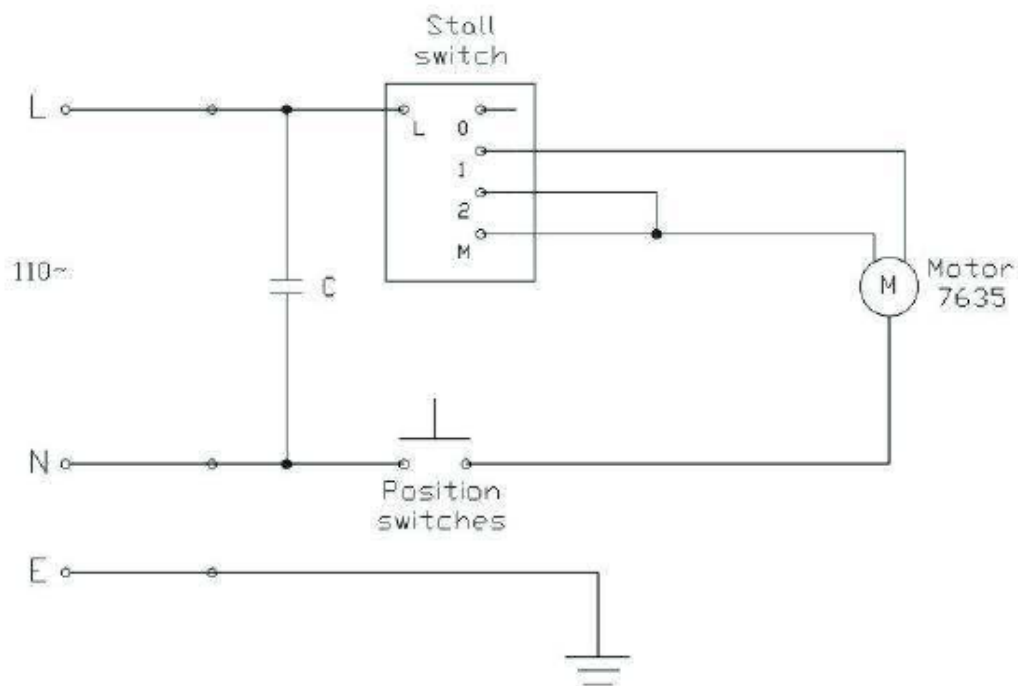 Stall
switch
L
L 0
1
2
M
110~
C
M
Motor
7635
N
Position
switches
E